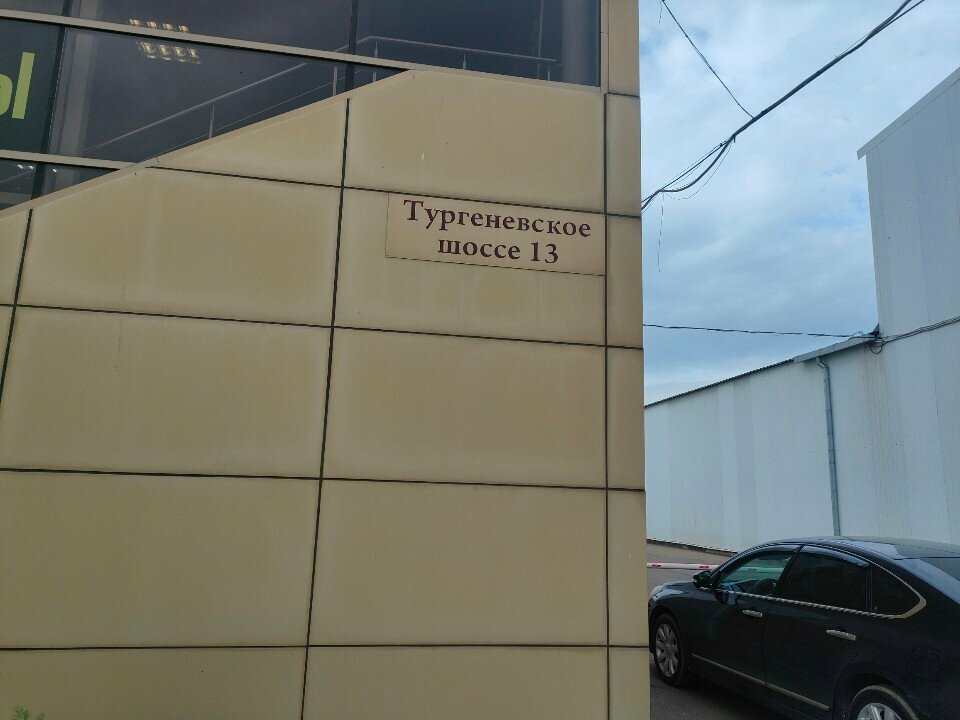 ы
Тургеневское
шоссе 13